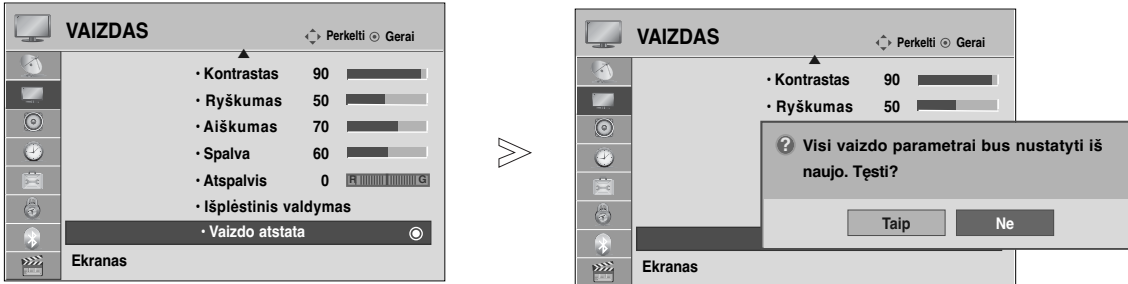 VAIZDAS
Perkelti Gerai
• Kontrastas 90
• Ryškumas 50
• Aiškumas 70
• Spalva 60
• Atspalvis 0 R G
• Išplėstinis valdymas
• Vaizdo atstata
Ekranas
VAIZDAS
Perkelti Gerai
• Kontrastas 90
• Ryškumas 50
? Visi vaizdo parametrai bus nustatyti iš
naujo. Tęsti?
Taip Ne
Ekranas